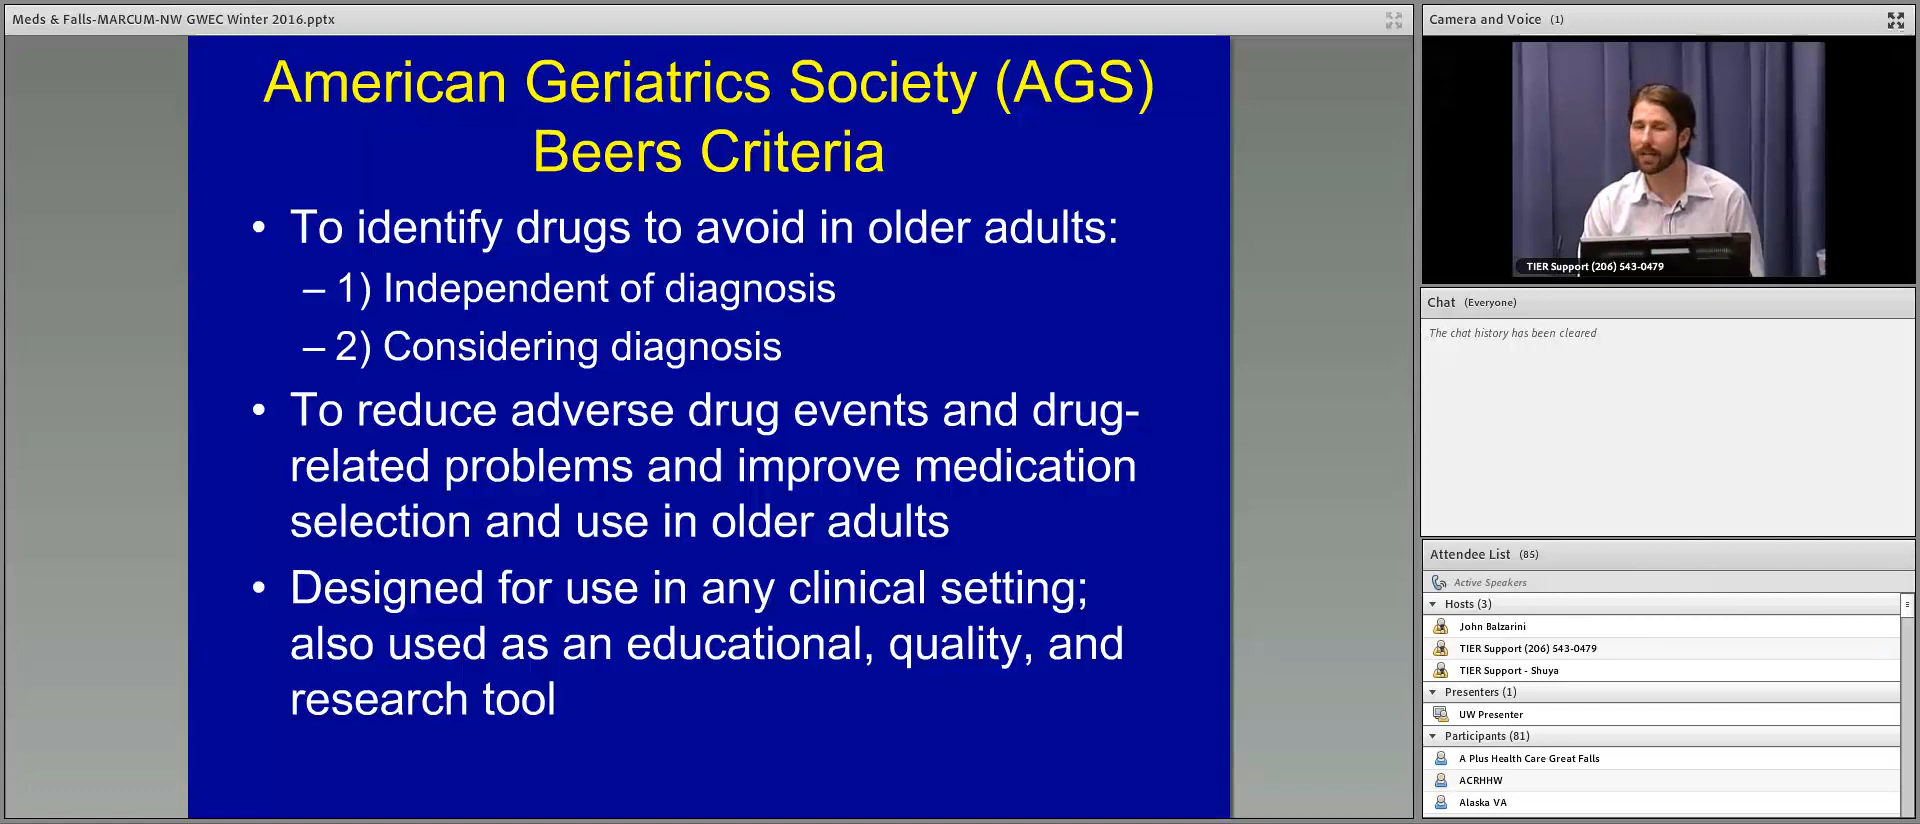 Meds & Falls-MARCUM-NW GWEC Winter 2016.pptx
American Geriatrics Society (AGS)
Beers Criteria
• To identify drugs to avoid in older adults:
– 1) Independent of diagnosis
– 2) Considering diagnosis
• To reduce adverse drug events and drug-
related problems and improve medication
selection and use in older adults
• Designed for use in any clinical setting;
also used as an educational, quality, and
research tool
Camera and Voice (1)
TIER Support (206) 543-0479
Chat (Everyone)
The chat history has been cleared
Attendee List (85)
Active Speakers
Hosts (3)
John Balzarini
TIER Support (206) 543-0479
TIER Support - Shuya
Presenters (1)
UW Presenter
Participants (81)
A Plus Health Care Great Falls
ACRHHW
Alaska VA